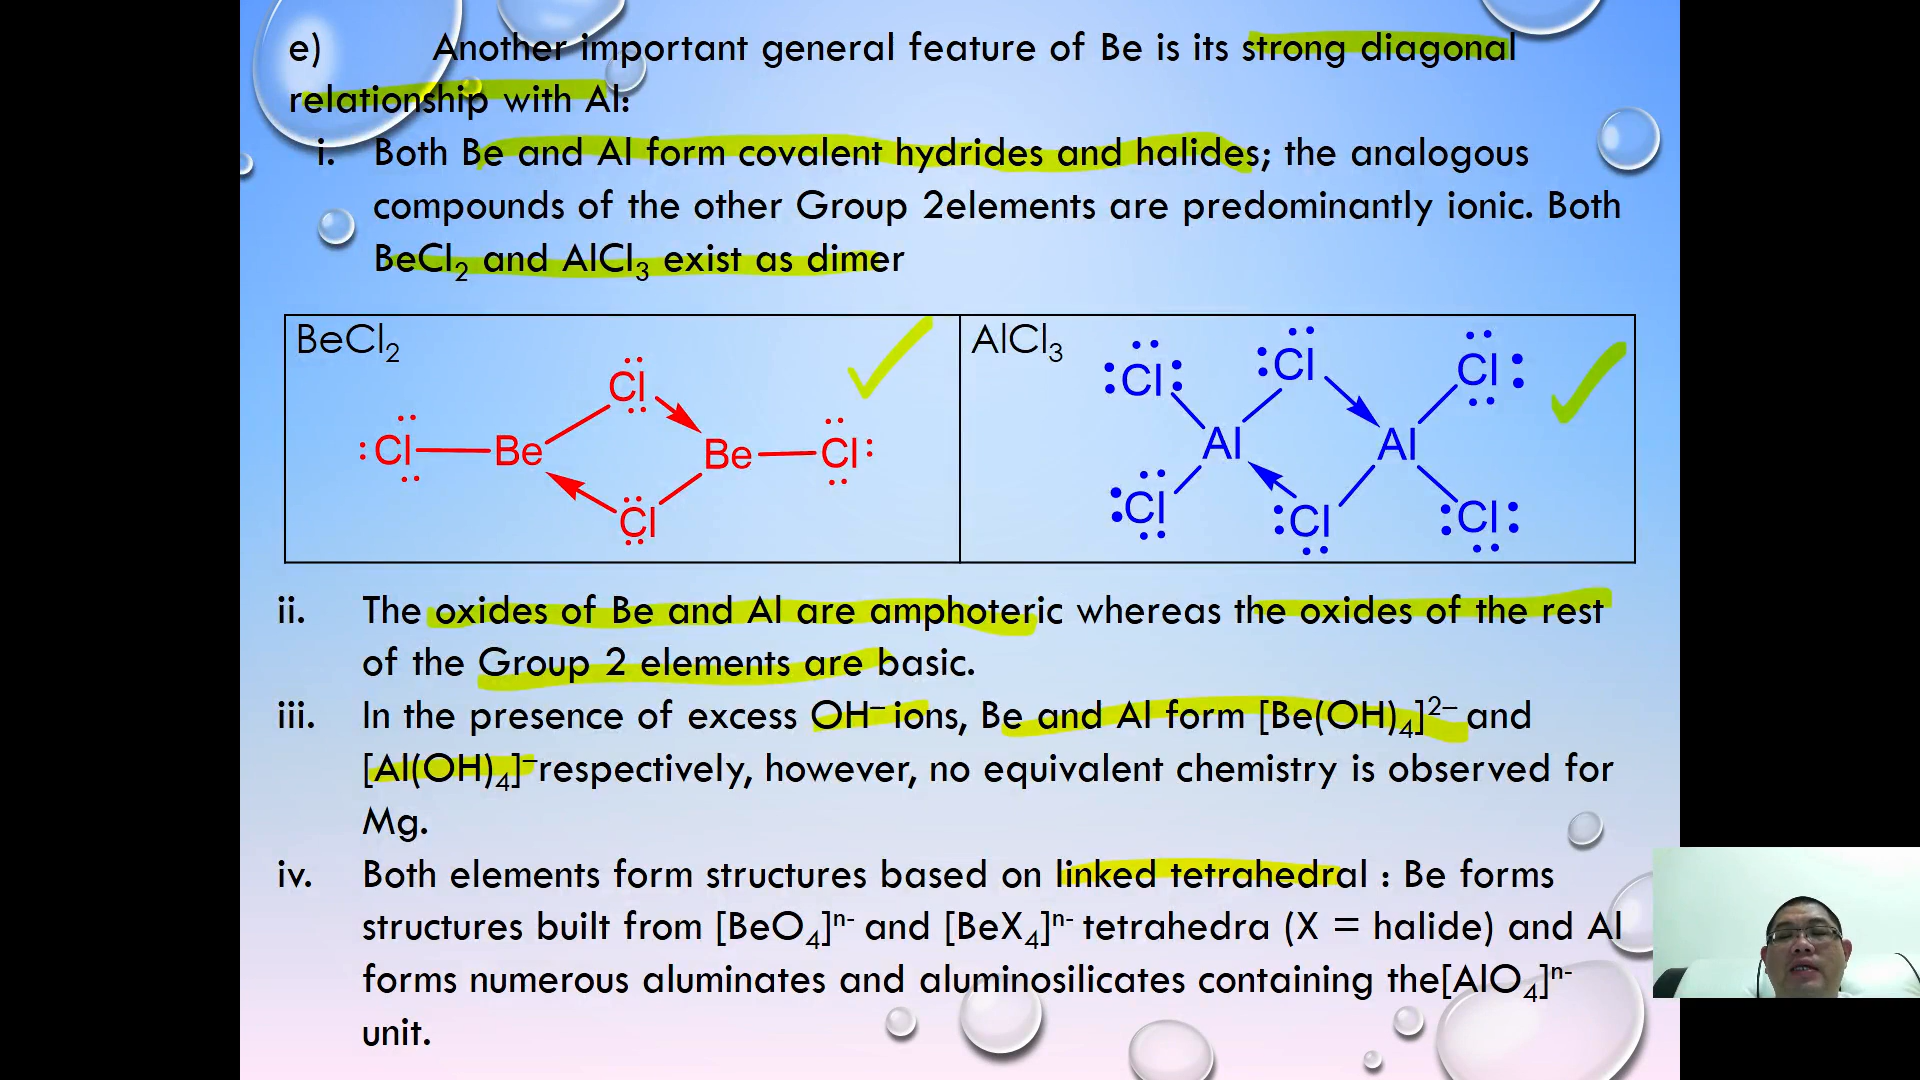 e) Another important general feature of Be is its strong diagonal
relationship with Al:
i. Both Be and Al form covalent hydrides and halides; the analogous
compounds of the other Group 2elements are predominantly ionic. Both
BeCl₂ and AlCl₃ exist as dimer
BeCl₂
Cl
Cl Be Be Cl
Cl
AlCl₃
Cl Cl Cl
Al Al
Cl Cl Cl
ii. The oxides of Be and Al are amphoteric whereas the oxides of the rest
of the Group 2 elements are basic.
iii. In the presence of excess OH⁻ ions, Be and Al form [Be(OH)₄]²⁻ and
[Al(OH)₄]⁻respectively, however, no equivalent chemistry is observed for
Mg.
iv. Both elements form structures based on linked tetrahedral : Be forms
structures built from [BeO₄]ⁿ⁻ and [BeX₄]ⁿ⁻ tetrahedra (X = halide) and Al
forms numerous aluminates and aluminosilicates containing the[AlO₄]ⁿ⁻
unit.